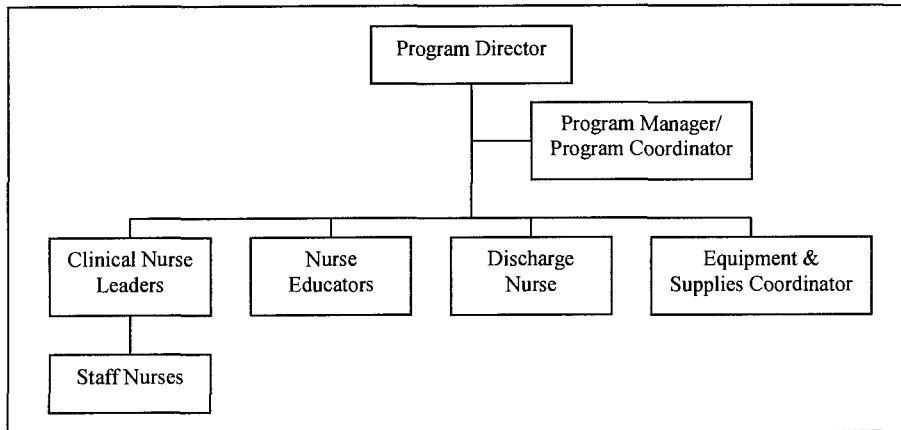 Program Director
Program Manager/
Program Coordinator
Clinical Nurse
Leaders
Nurse
Educators
Discharge
Nurse
Equipment &
Supplies Coordinator
Staff Nurses